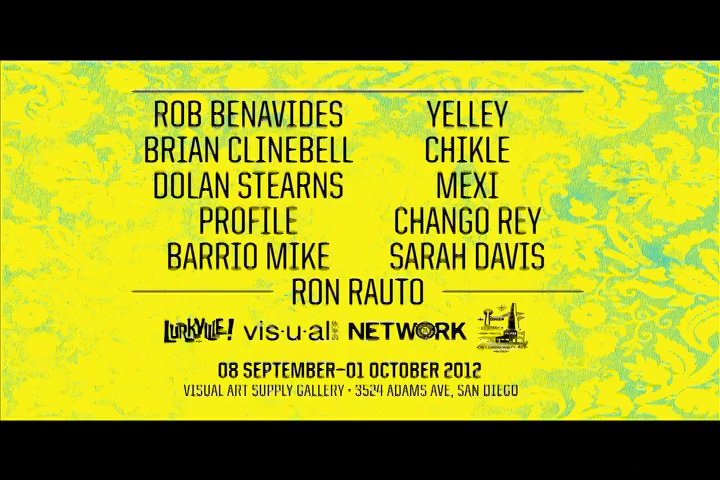 ROB BENAVIDES YELLEY
BRIAN CLINEBELL CHIKLE
DOLAN STEARNS MEXI
PROFILE CHANGO REY
BARRIO MIKE SARAH DAVIS
RON RAUTO
LURKVILLE! vis·u·al NETWORK
08 SEPTEMBER–01 OCTOBER 2012
VISUAL ART SUPPLY GALLERY · 3524 ADAMS AVE, SAN DIEGO